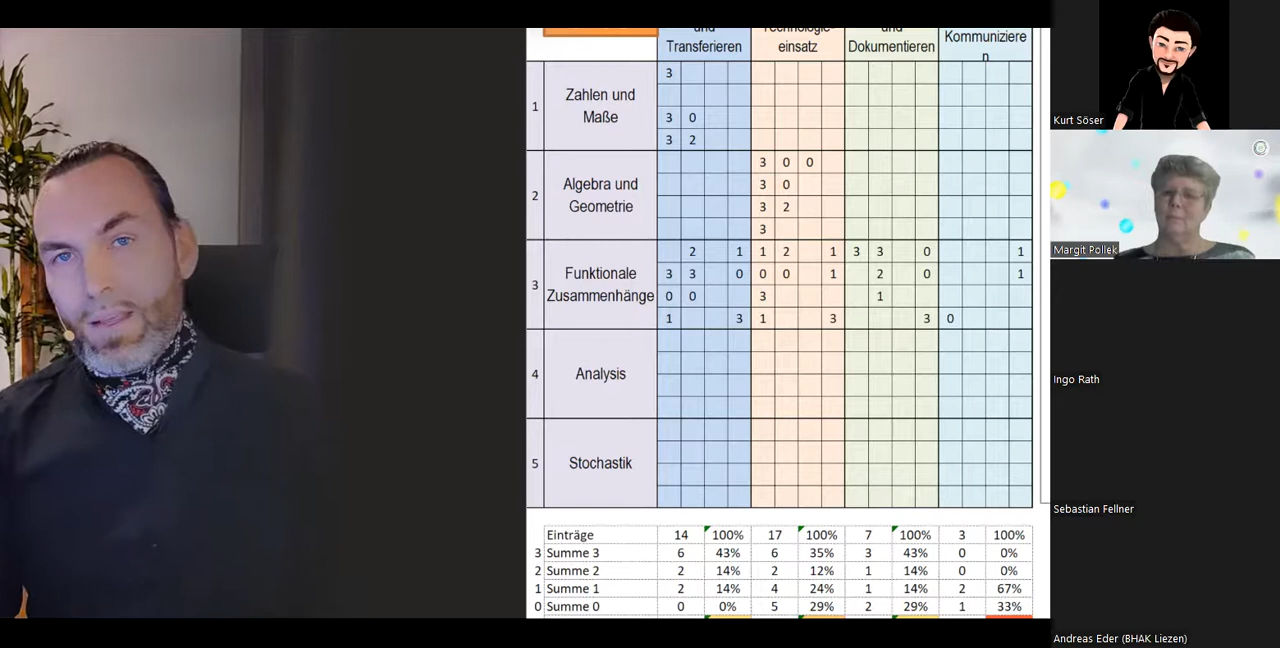 und
Technologie-
und
Kommuniziere
Transferieren
einsatz
Dokumentieren
n
1
Zahlen und
Maße
3
3 0
3 2
2
Algebra und
Geometrie
3 0 0
3 0
3 2
3
3
Funktionale
Zusammenhänge
2 1 1 2 1 3 3 0 1
3 3 0 0 0 1 2 0 1
0 0 3 1
1 3 1 3 3 0
4
Analysis
5
Stochastik
Einträge 14 100% 17 100% 7 100% 3 100%
3 Summe 3 6 43% 6 35% 3 43% 0 0%
2 Summe 2 2 14% 2 12% 1 14% 0 0%
1 Summe 1 2 14% 4 24% 1 14% 2 67%
0 Summe 0 0 0% 5 29% 2 29% 1 33%
Kurt Söser
Margit Pollek
Ingo Rath
Sebastian Fellner
Andreas Eder (BHAK Liezen)